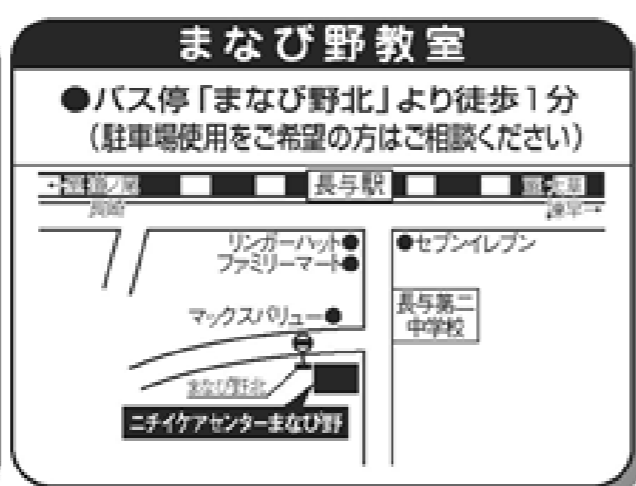 まなび野教室
●バス停「まなび野北」より徒歩1分
（駐車場使用をご希望の方はご相談ください）
長与駅
長崎
諫早→
リンガーハット●
●セブンイレブン
ファミリーマート●
マックスバリュー●
長与第二
中学校
まなび野北
ニチイケアセンターまなび野